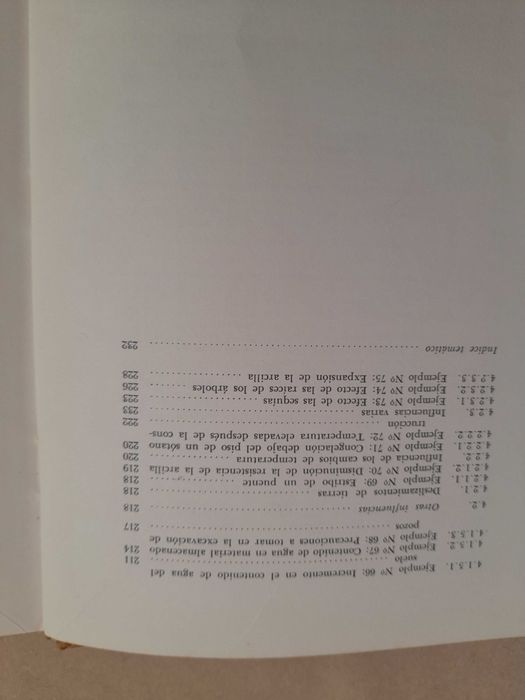 4.1.5.1. Ejemplo Nº 66: Incremento en el contenido de agua del
suelo .......... 211
4.1.5.2. Ejemplo Nº 67: Contenido de agua en material almacenado 214
4.1.5.3. Ejemplo Nº 68: Precauciones a tomar en la excavación de
pozos .......... 217
4.2. Otras influencias .......... 218
4.2.1. Deslizamientos de tierras .......... 218
4.2.1.1. Ejemplo Nº 69: Estribo de un puente .......... 218
4.2.1.2. Ejemplo Nº 70: Disminución de la resistencia de la arcilla 219
4.2.2. Influencia de los cambios de temperatura .......... 220
4.2.2.1. Ejemplo Nº 71: Congelación debajo del piso de un sótano 220
4.2.2.2. Ejemplo Nº 72: Temperatura elevadas después de la cons-
trucción .......... 222
4.2.3. Influencias varias .......... 233
4.2.3.1. Ejemplo Nº 73: Efecto de las sequías .......... 223
4.2.3.2. Ejemplo Nº 74: Efecto de las raíces de los árboles .......... 226
4.2.3.3. Ejemplo Nº 75: Expansión de la arcilla .......... 228
Indice temático .......... 232